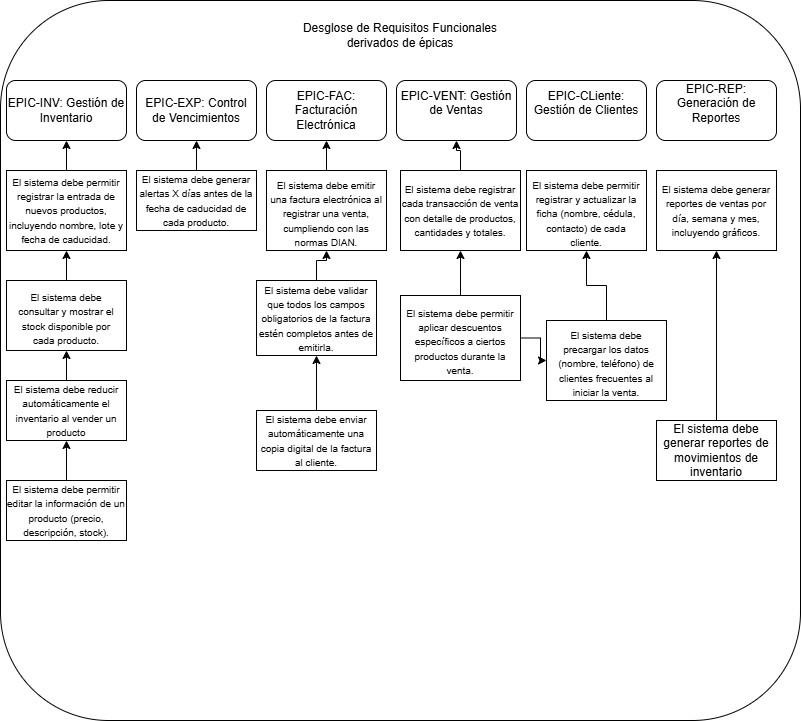 Desglose de Requisitos Funcionales
derivados de épicas
EPIC-INV: Gestión de
Inventario
EPIC-EXP: Control
de Vencimientos
EPIC-FAC:
Facturación
Electrónica
EPIC-VENT: Gestión
de Ventas
EPIC-CLiente:
Gestión de Clientes
EPIC-REP:
Generación de
Reportes
El sistema debe permitir
registrar la entrada de
nuevos productos,
incluyendo nombre, lote y
fecha de caducidad.
El sistema debe generar
alertas X días antes de la
fecha de caducidad de
cada producto.
El sistema debe emitir
una factura electrónica al
registrar una venta,
cumpliendo con las
normas DIAN.
El sistema debe registrar
cada transacción de venta
con detalle de productos,
cantidades y totales.
El sistema debe permitir
registrar y actualizar la
ficha (nombre, cédula,
contacto) de cada
cliente.
El sistema debe generar
reportes de ventas por
día, semana y mes,
incluyendo gráficos.
El sistema debe
consultar y mostrar el
stock disponible por
cada producto.
El sistema debe validar
que todos los campos
obligatorios de la factura
estén completos antes de
emitirla.
El sistema debe permitir
aplicar descuentos
específicos a ciertos
productos durante la
venta.
El sistema debe
precargar los datos
(nombre, teléfono) de
clientes frecuentes al
iniciar la venta.
El sistema debe reducir
automáticamente el
inventario al vender un
producto
El sistema debe enviar
automáticamente una
copia digital de la factura
al cliente.
El sistema debe
generar reportes de
movimientos de
inventario
El sistema debe permitir
editar la información de un
producto (precio,
descripción, stock).